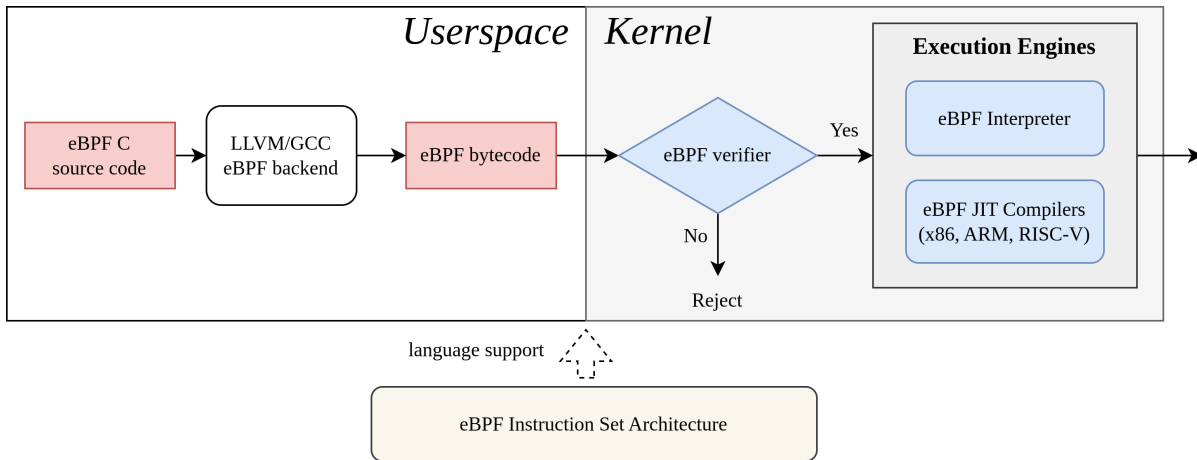 Userspace
Kernel
Execution Engines
eBPF C
source code
LLVM/GCC
eBPF backend
eBPF bytecode
eBPF verifier
Yes
No
Reject
eBPF Interpreter
eBPF JIT Compilers
(x86, ARM, RISC-V)
language support
eBPF Instruction Set Architecture